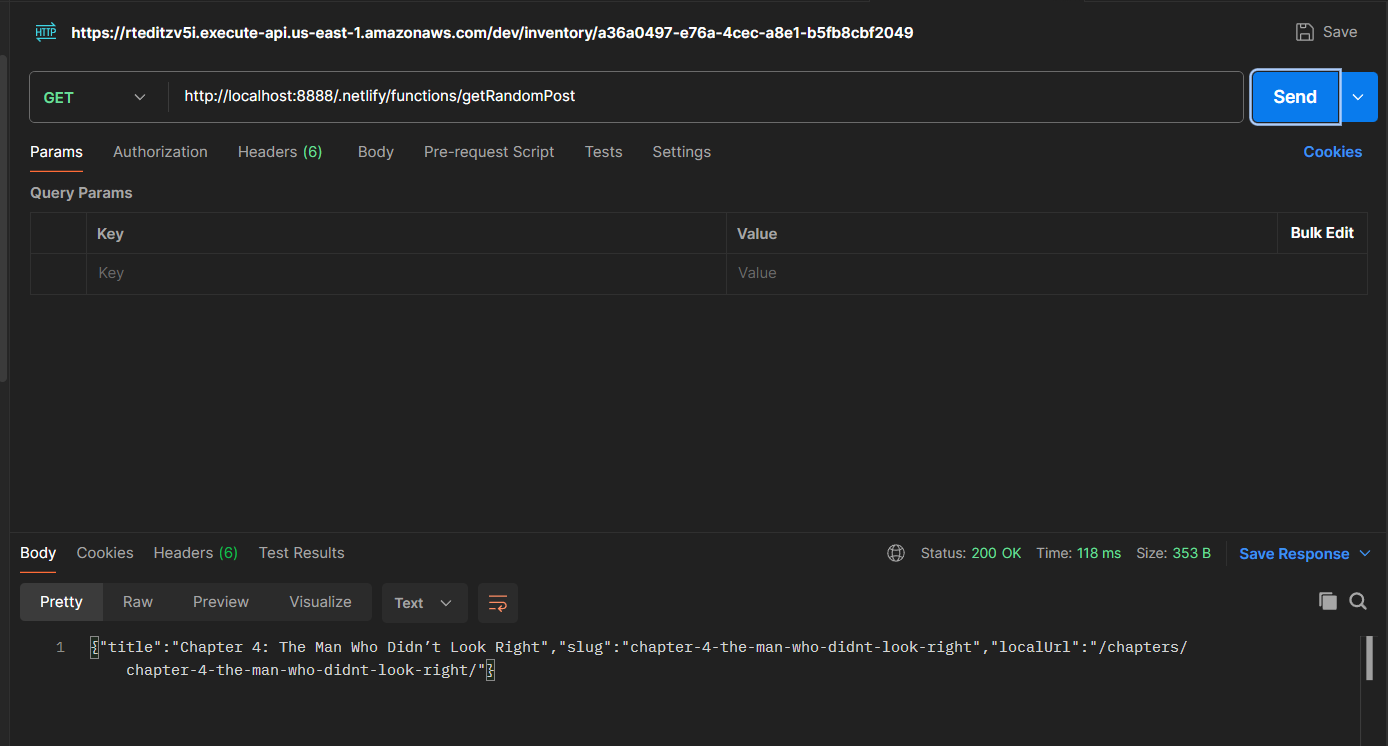 HTTP https://rteditzv5i.execute-api.us-east-1.amazonaws.com/dev/inventory/a36a0497-e76a-4cec-a8e1-b5fb8cbf2049 Save
GET http://localhost:8888/.netlify/functions/getRandomPost Send
Params Authorization Headers (6) Body Pre-request Script Tests Settings Cookies
Query Params
Key Value Bulk Edit
Key Value
Body Cookies Headers (6) Test Results Status: 200 OK Time: 118 ms Size: 353 B Save Response
Pretty Raw Preview Visualize Text
1 {"title":"Chapter 4: The Man Who Didn’t Look Right","slug":"chapter-4-the-man-who-didnt-look-right","localUrl":"/chapters/
chapter-4-the-man-who-didnt-look-right/"}